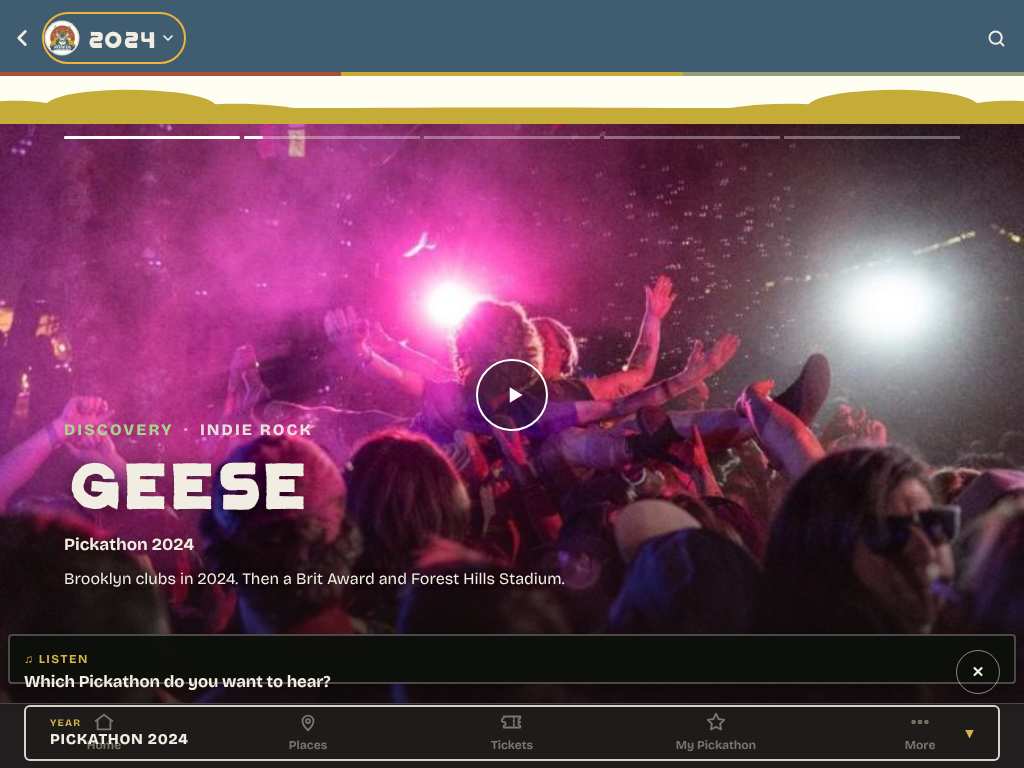 2024
DISCOVERY · INDIE ROCK
GEESE
Pickathon 2024
Brooklyn clubs in 2024. Then a Brit Award and Forest Hills Stadium.
♫ LISTEN
Which Pickathon do you want to hear?
YEAR
PICKATHON 2024
Home
Places
Tickets
My Pickathon
More